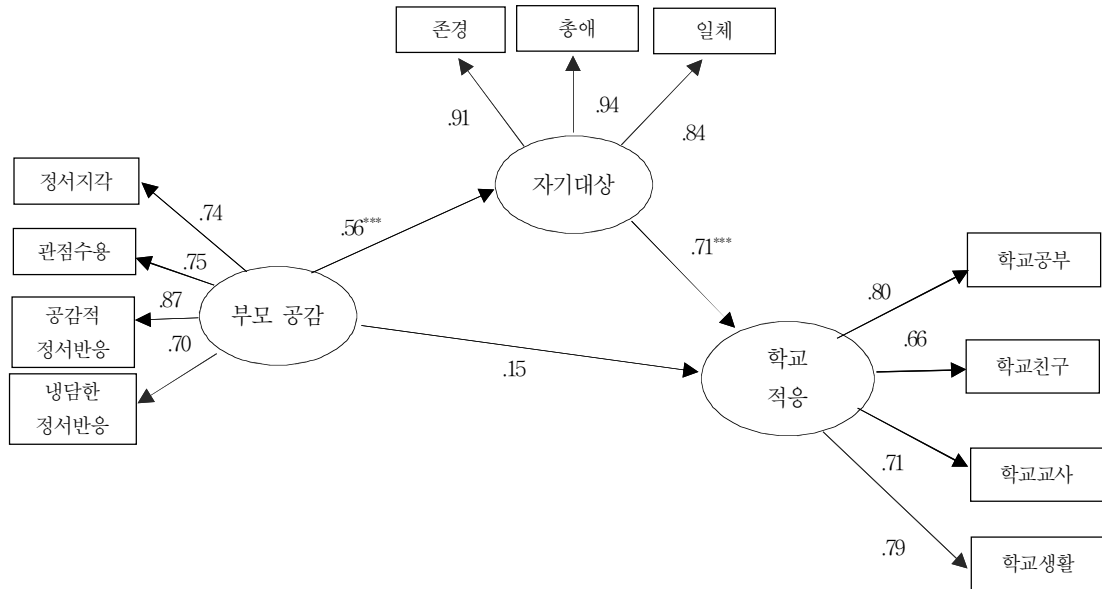 존경
총애
일체
.91
.94
.84
자기대상
정서지각
.74
.56***
관점수용
.75
.71***
학교공부
공감적
정서반응
.87
부모 공감
.80
.70
.66
냉담한
정서반응
.15
학교
적응
학교친구
.71
학교교사
.79
학교생활